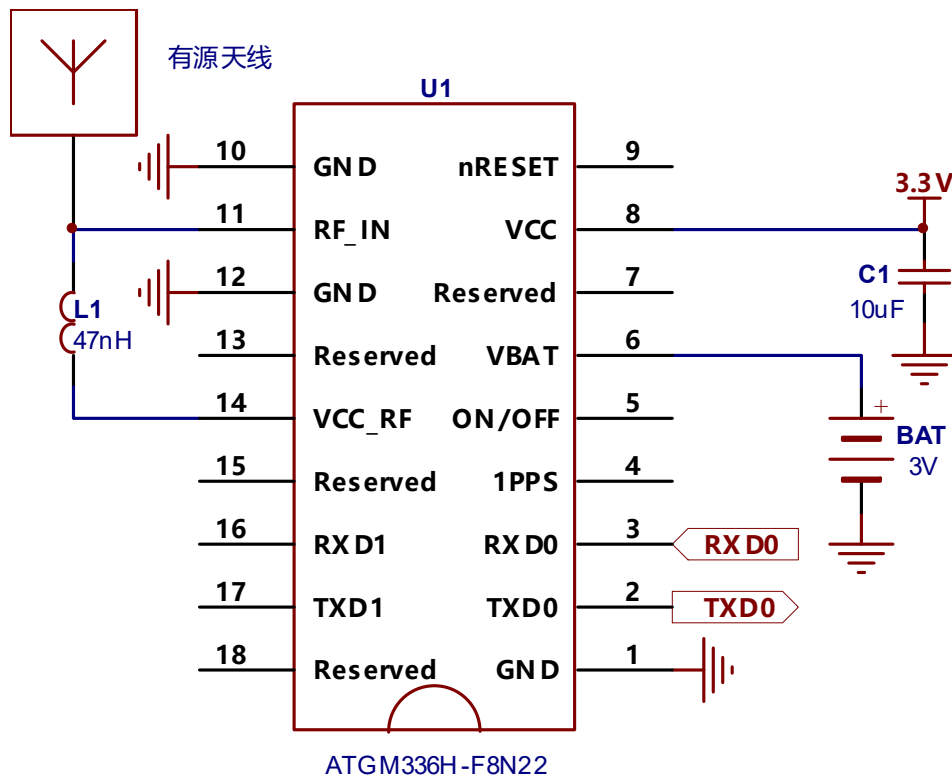 有源天线
U1
10 GND nRESET 9
3.3V
11 RF_IN VCC 8
12 GND Reserved 7
C1
10uF
L1
47nH
13 Reserved VBAT 6
14 VCC_RF ON/OFF 5
+
BAT
3V
15 Reserved 1PPS 4
16 RXD1 RXD0 3 RXD0
17 TXD1 TXD0 2 TXD0
18 Reserved GND 1
ATGM336H-F8N22